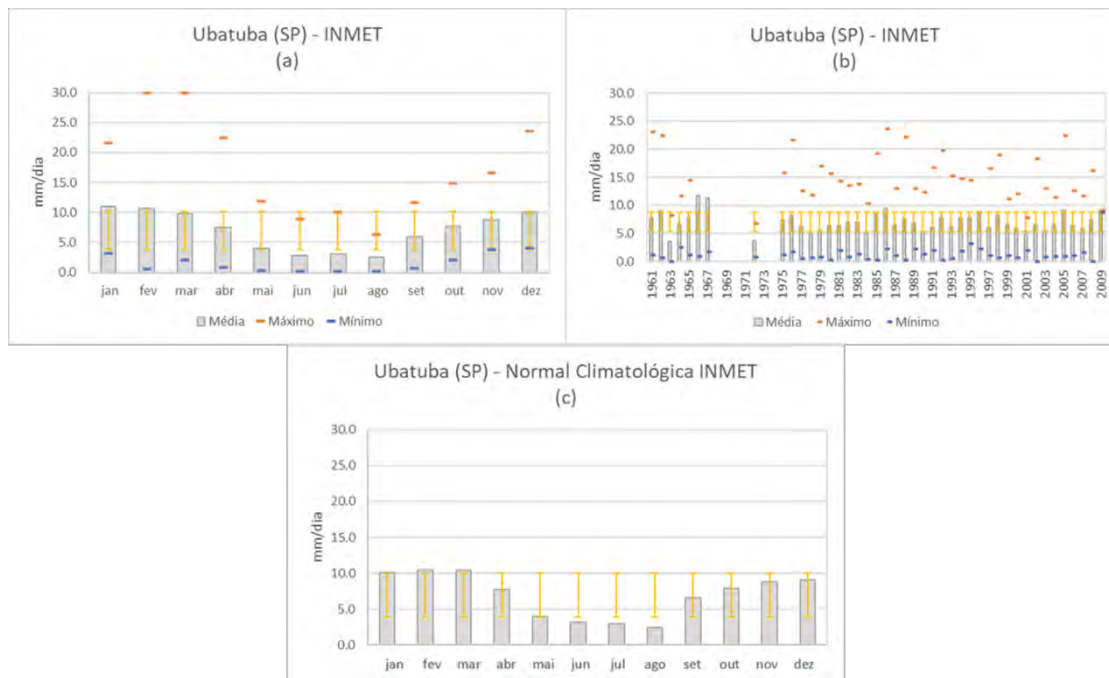 Ubatuba (SP) - INMET
(a)
30.0
25.0
20.0
15.0
10.0
5.0
0.0
mm/dia
jan fev mar abr mai jun jul ago set out nov dez
Média Máximo Mínimo
Ubatuba (SP) - INMET
(b)
30.0
25.0
20.0
15.0
10.0
5.0
0.0
mm/dia
1961 1963 1965 1967 1971 1973 1975 1977 1979 1981 1983 1985 1987 1989 1991 1993 1995 1997 1999 2001 2003 2005 2007 2009
Média Máximo Mínimo
Ubatuba (SP) - Normal Climatológica INMET
(c)
30.0
25.0
20.0
15.0
10.0
5.0
0.0
mm/dia
jan fev mar abr mai jun jul ago set out nov dez